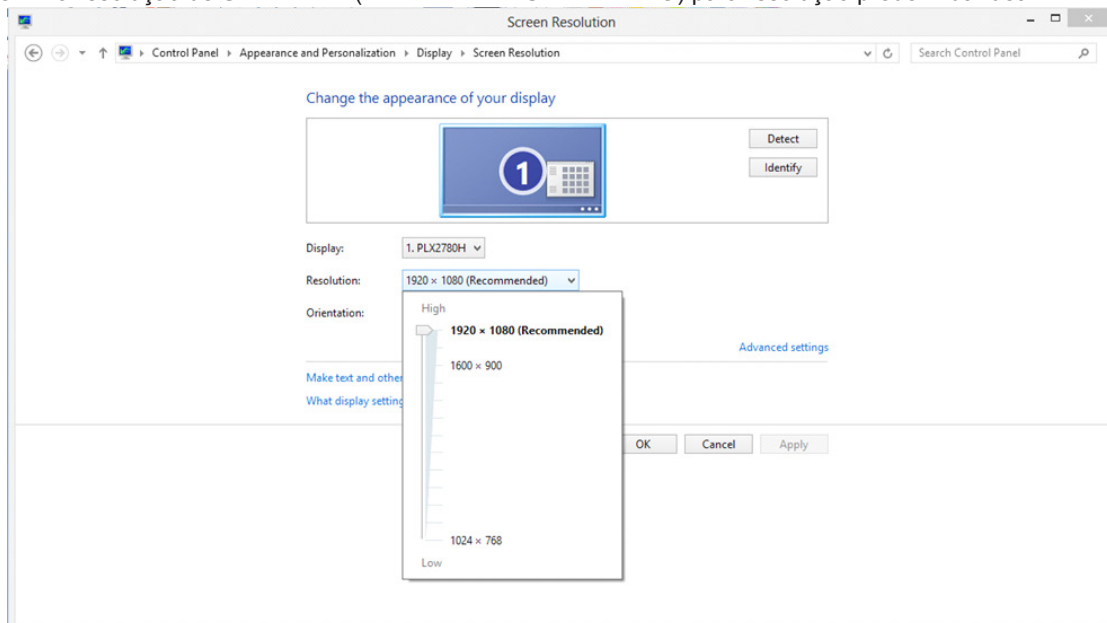 Screen Resolution
Control Panel ▸ Appearance and Personalization ▸ Display ▸ Screen Resolution
Search Control Panel
Change the appearance of your display
1
Detect
Identify
Display: 1. PLX2780H
Resolution: 1920 × 1080 (Recommended)
Orientation:
High
1920 × 1080 (Recommended)
1600 × 900
1024 × 768
Low
Advanced settings
Make text and other
What display setting
OK Cancel Apply